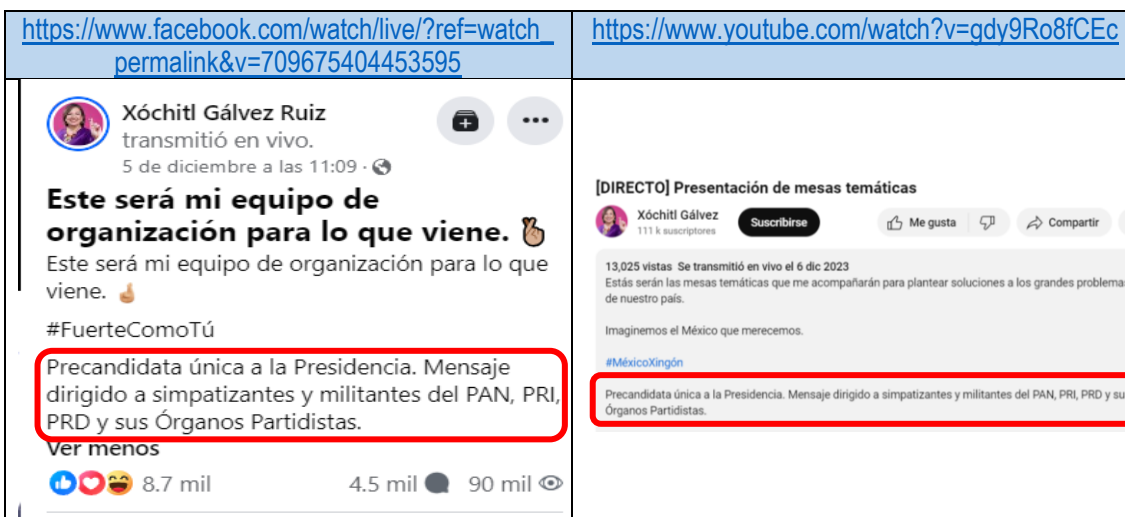 https://www.facebook.com/watch/live/?ref=watch_
permalink&v=709675404453595
https://www.youtube.com/watch?v=gdy9Ro8fCEc
Xóchitl Gálvez Ruiz
transmitió en vivo.
5 de diciembre a las 11:09 ·
Este será mi equipo de
organización para lo que viene.
Este será mi equipo de organización para lo que
viene.
#FuerteComoTú
Precandidata única a la Presidencia. Mensaje
dirigido a simpatizantes y militantes del PAN, PRI,
PRD y sus Órganos Partidistas.
Ver menos
8.7 mil 4.5 mil 90 mil
[DIRECTO] Presentación de mesas temáticas
Xóchitl Gálvez
111 k suscriptores
Suscribirse
Me gusta
Compartir
13,025 vistas Se transmitió en vivo el 6 dic 2023
Estás serán las mesas temáticas que me acompañarán para plantear soluciones a los grandes problema
de nuestro país.
Imaginemos el México que merecemos.
#MéxicoXingón
Precandidata única a la Presidencia. Mensaje dirigido a simpatizantes y militantes del PAN, PRI, PRD y su
Órganos Partidistas.